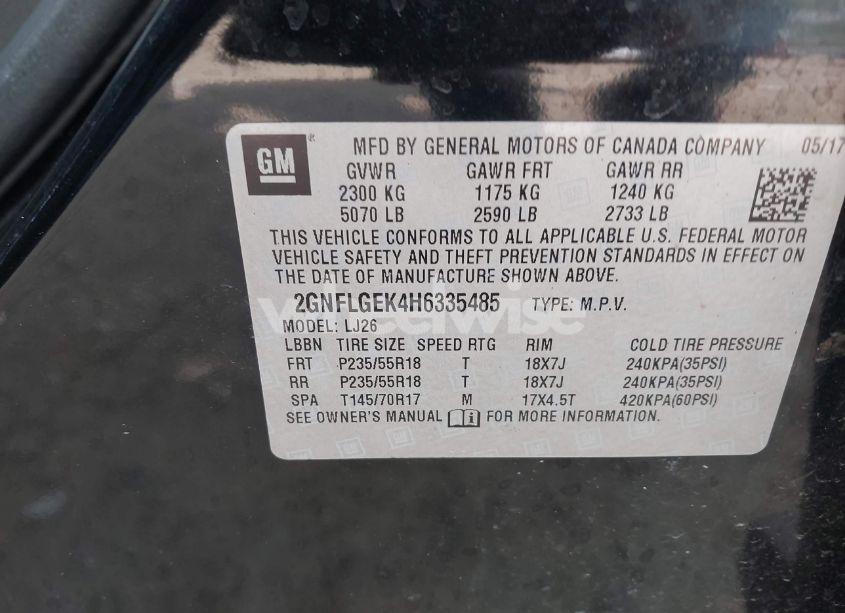 GM ®
MFD BY GENERAL MOTORS OF CANADA COMPANY 05/17
GVWR GAWR FRT GAWR RR
2300 KG 1175 KG 1240 KG
5070 LB 2590 LB 2733 LB
THIS VEHICLE CONFORMS TO ALL APPLICABLE U.S. FEDERAL MOTOR
VEHICLE SAFETY AND THEFT PREVENTION STANDARDS IN EFFECT ON
THE DATE OF MANUFACTURE SHOWN ABOVE.
2GNFLGEK4H6335485 TYPE: M.P.V.
wheelwise
MODEL: LJ26
LBBN TIRE SIZE SPEED RTG RIM COLD TIRE PRESSURE
FRT P235/55R18 T 18X7J 240KPA(35PSI)
RR P235/55R18 T 18X7J 240KPA(35PSI)
SPA T145/70R17 M 17X4.5T 420KPA(60PSI)
SEE OWNER'S MANUAL FOR MORE INFORMATION.